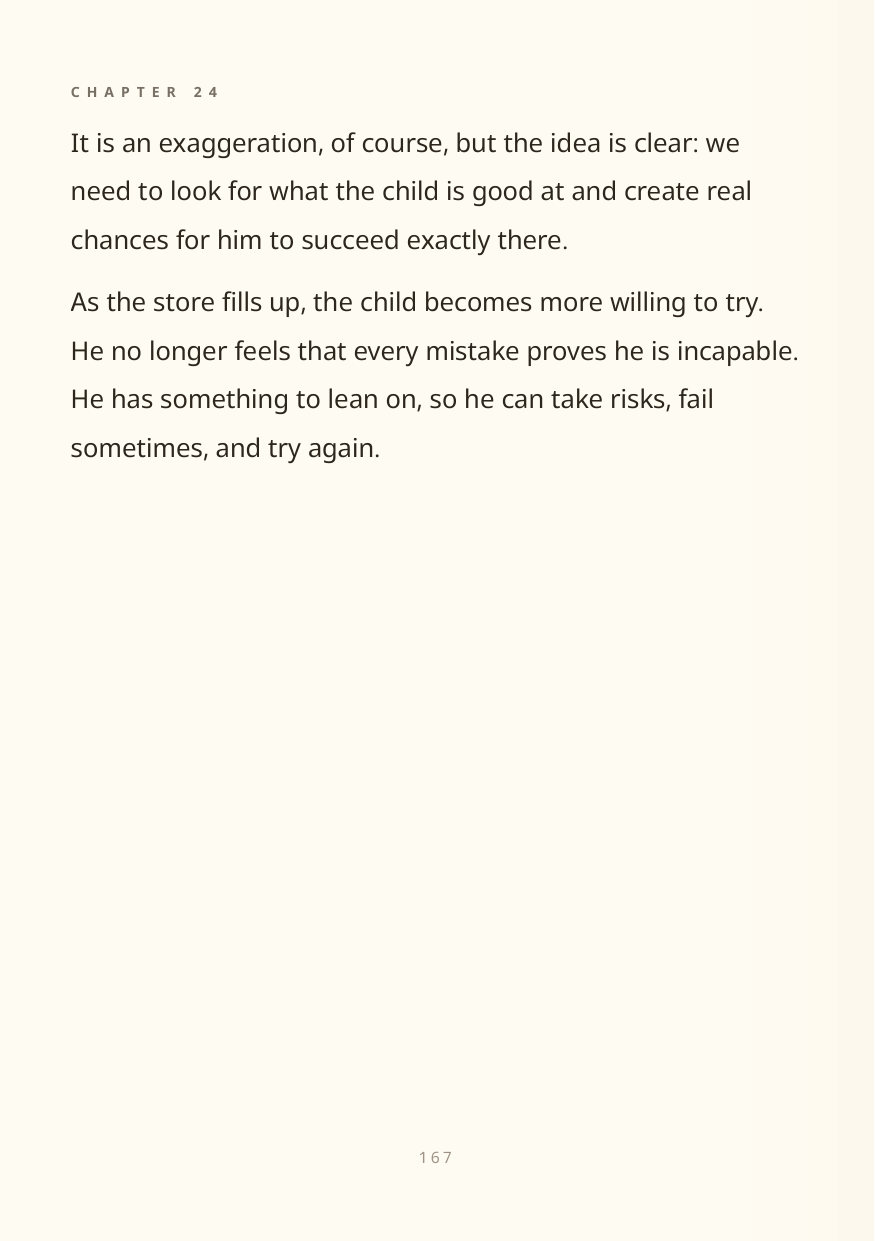 CHAPTER 24
It is an exaggeration, of course, but the idea is clear: we
need to look for what the child is good at and create real
chances for him to succeed exactly there.
As the store fills up, the child becomes more willing to try.
He no longer feels that every mistake proves he is incapable.
He has something to lean on, so he can take risks, fail
sometimes, and try again.
167